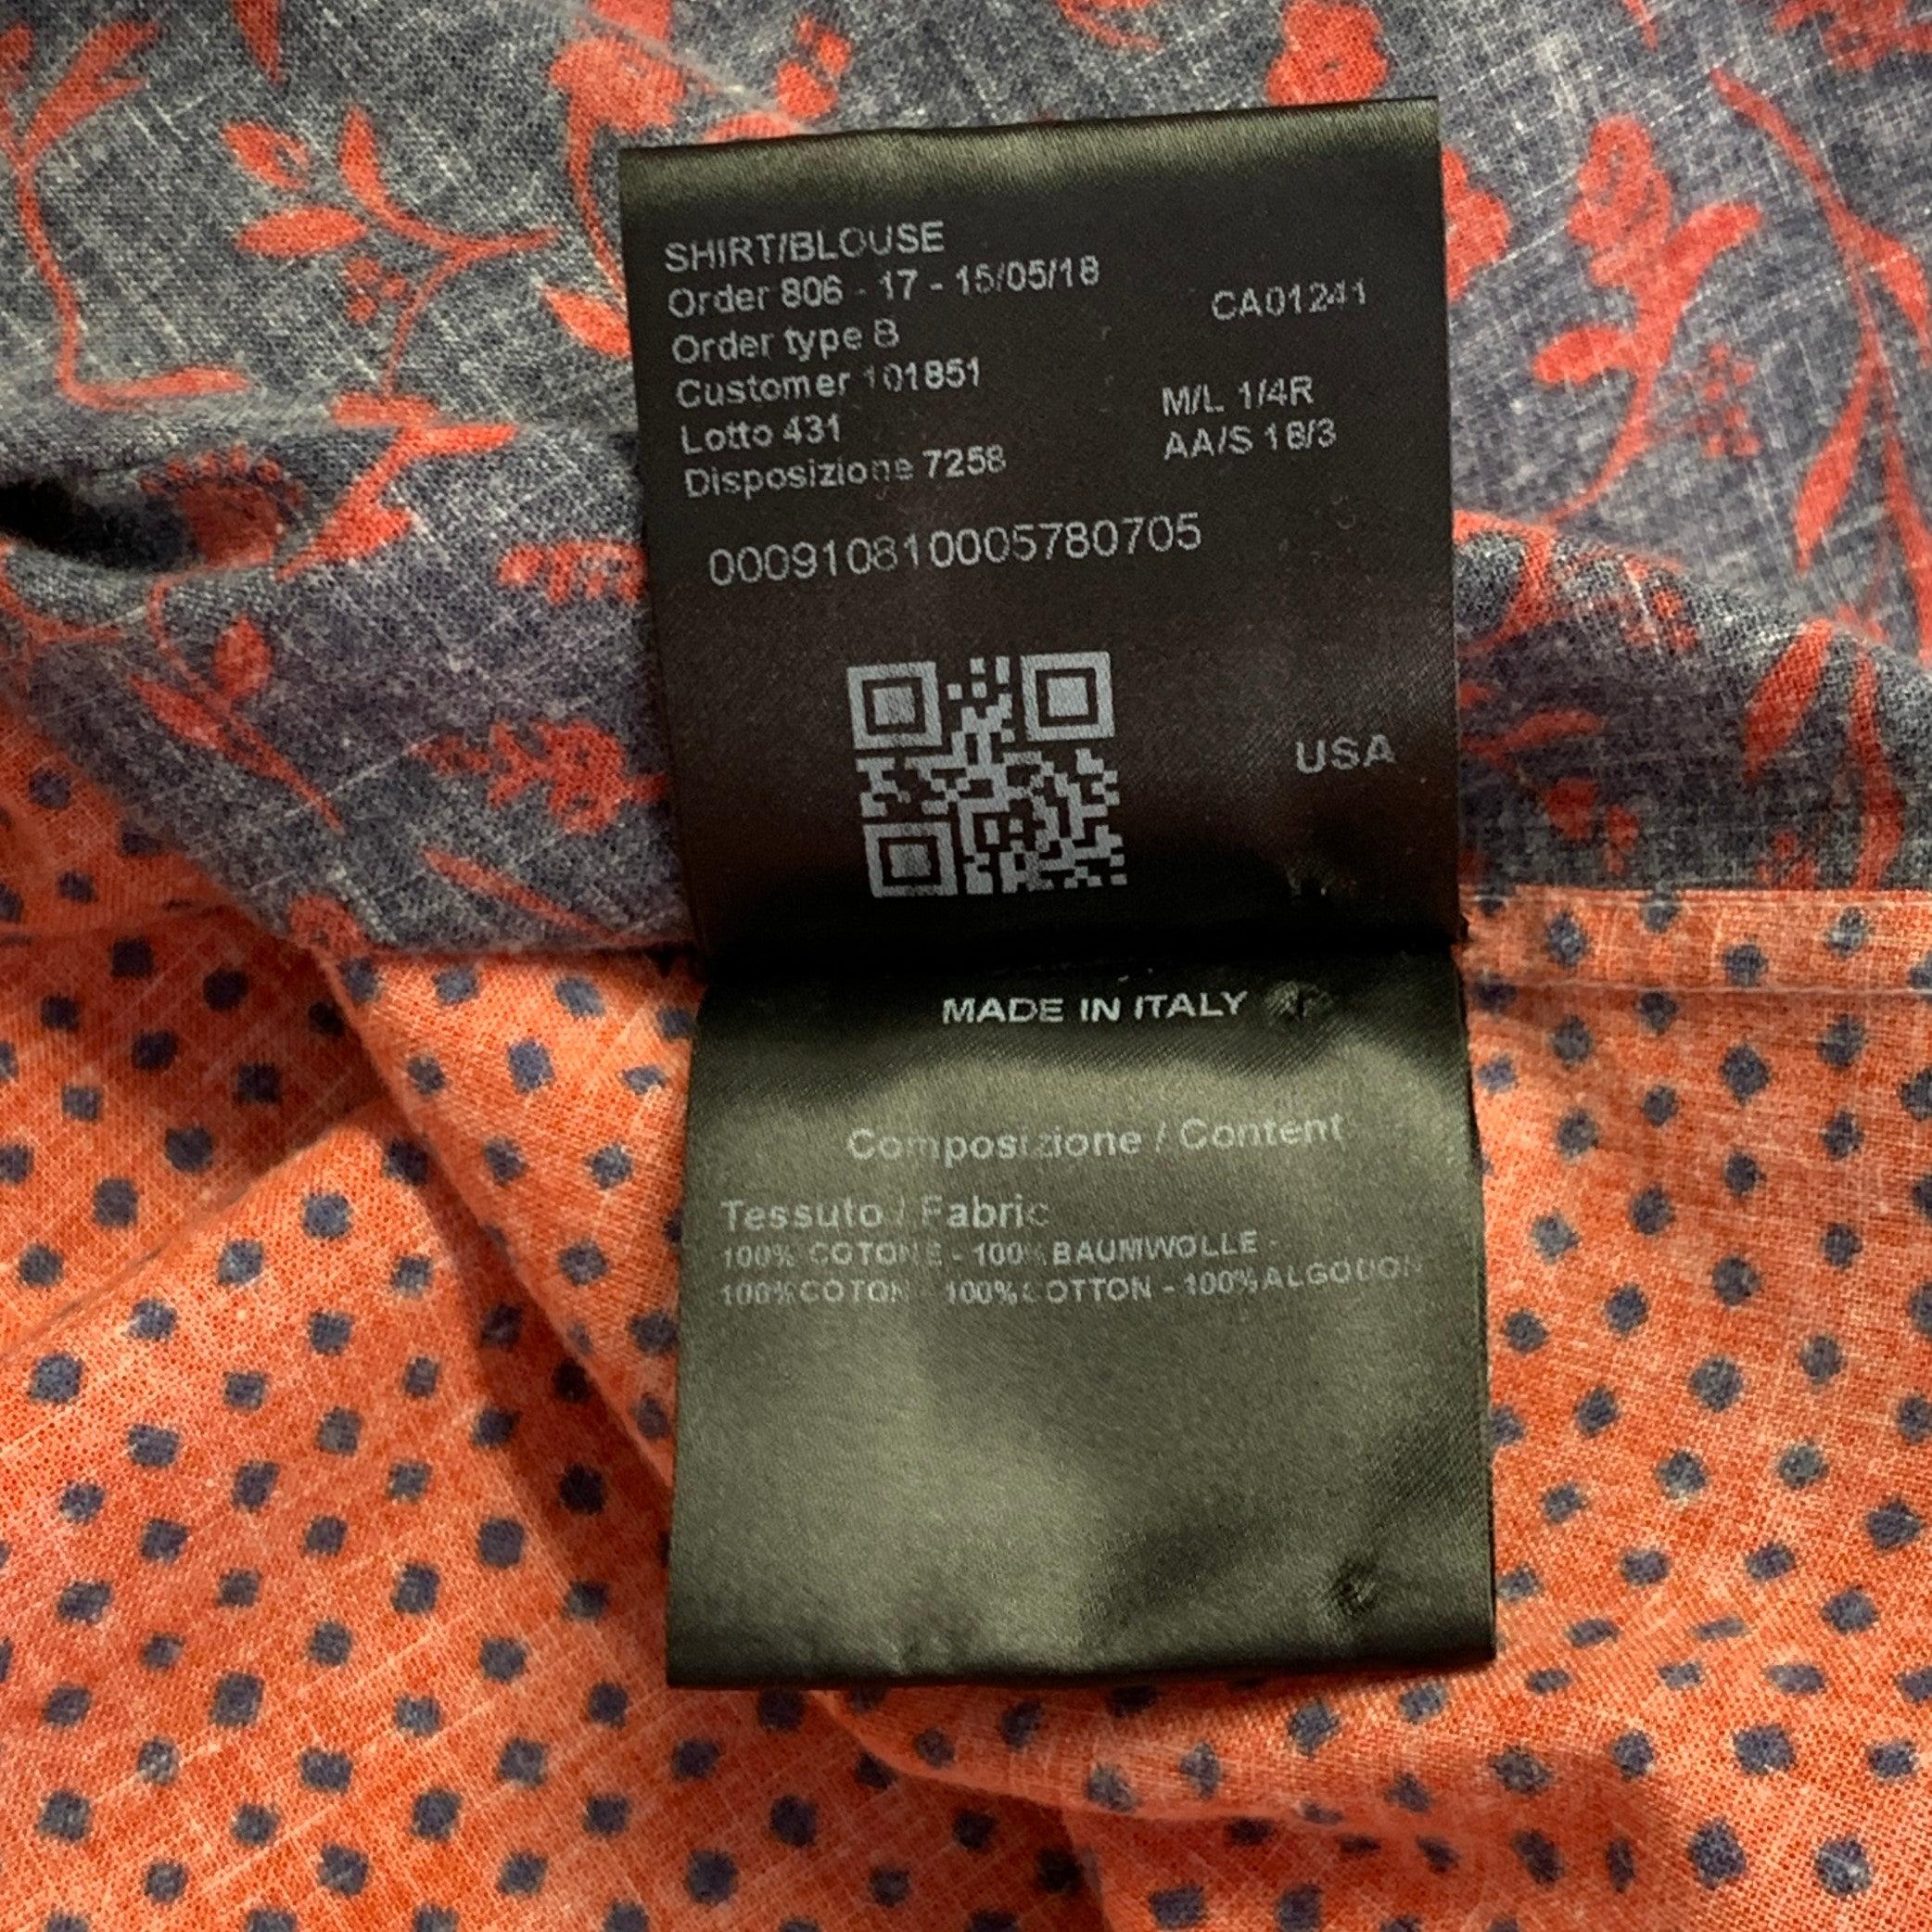 SHIRT/BLOUSE
Order 806 - 17 - 15/05/18
CA01241
Order type B
Customer 101851
M/L 1/4R
Lotto 431
AA/S 18/3
Disposizione 7258
000910810005780705
USA
MADE IN ITALY
Composizione / Content
Tessuto / Fabric
100% COTONE - 100% BAUMWOLLE -
100% COTON - 100% COTTON - 100% ALGODON